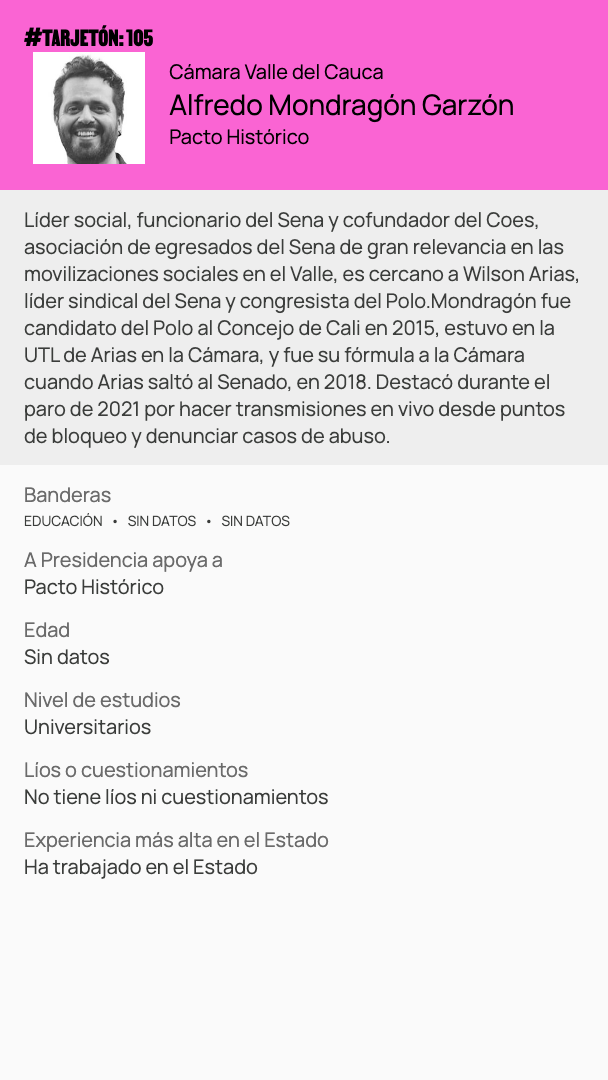 #TARJETÓN: 105
Cámara Valle del Cauca
Alfredo Mondragón Garzón
Pacto Histórico
Líder social, funcionario del Sena y cofundador del Coes,
asociación de egresados del Sena de gran relevancia en las
movilizaciones sociales en el Valle, es cercano a Wilson Arias,
líder sindical del Sena y congresista del Polo.Mondragón fue
candidato del Polo al Concejo de Cali en 2015, estuvo en la
UTL de Arias en la Cámara, y fue su fórmula a la Cámara
cuando Arias saltó al Senado, en 2018. Destacó durante el
paro de 2021 por hacer transmisiones en vivo desde puntos
de bloqueo y denunciar casos de abuso.
Banderas
EDUCACIÓN • SIN DATOS • SIN DATOS
A Presidencia apoya a
Pacto Histórico
Edad
Sin datos
Nivel de estudios
Universitarios
Líos o cuestionamientos
No tiene líos ni cuestionamientos
Experiencia más alta en el Estado
Ha trabajado en el Estado